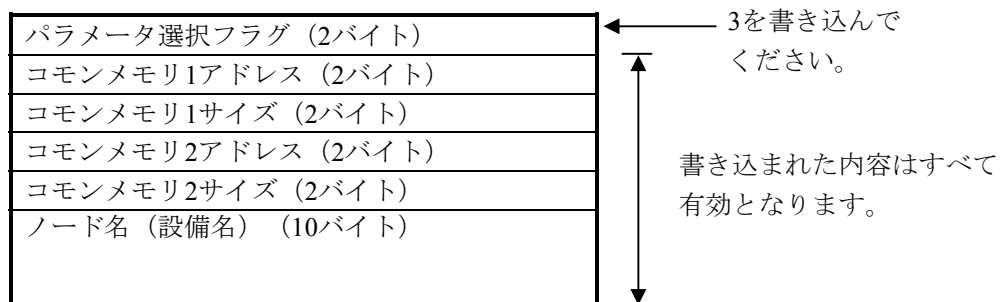 パラメータ選択フラグ（2バイト）
コモンメモリ1アドレス（2バイト）
コモンメモリ1サイズ（2バイト）
コモンメモリ2アドレス（2バイト）
コモンメモリ2サイズ（2バイト）
ノード名（設備名）（10バイト）
3を書き込んで
ください。
書き込まれた内容はすべて
有効となります。